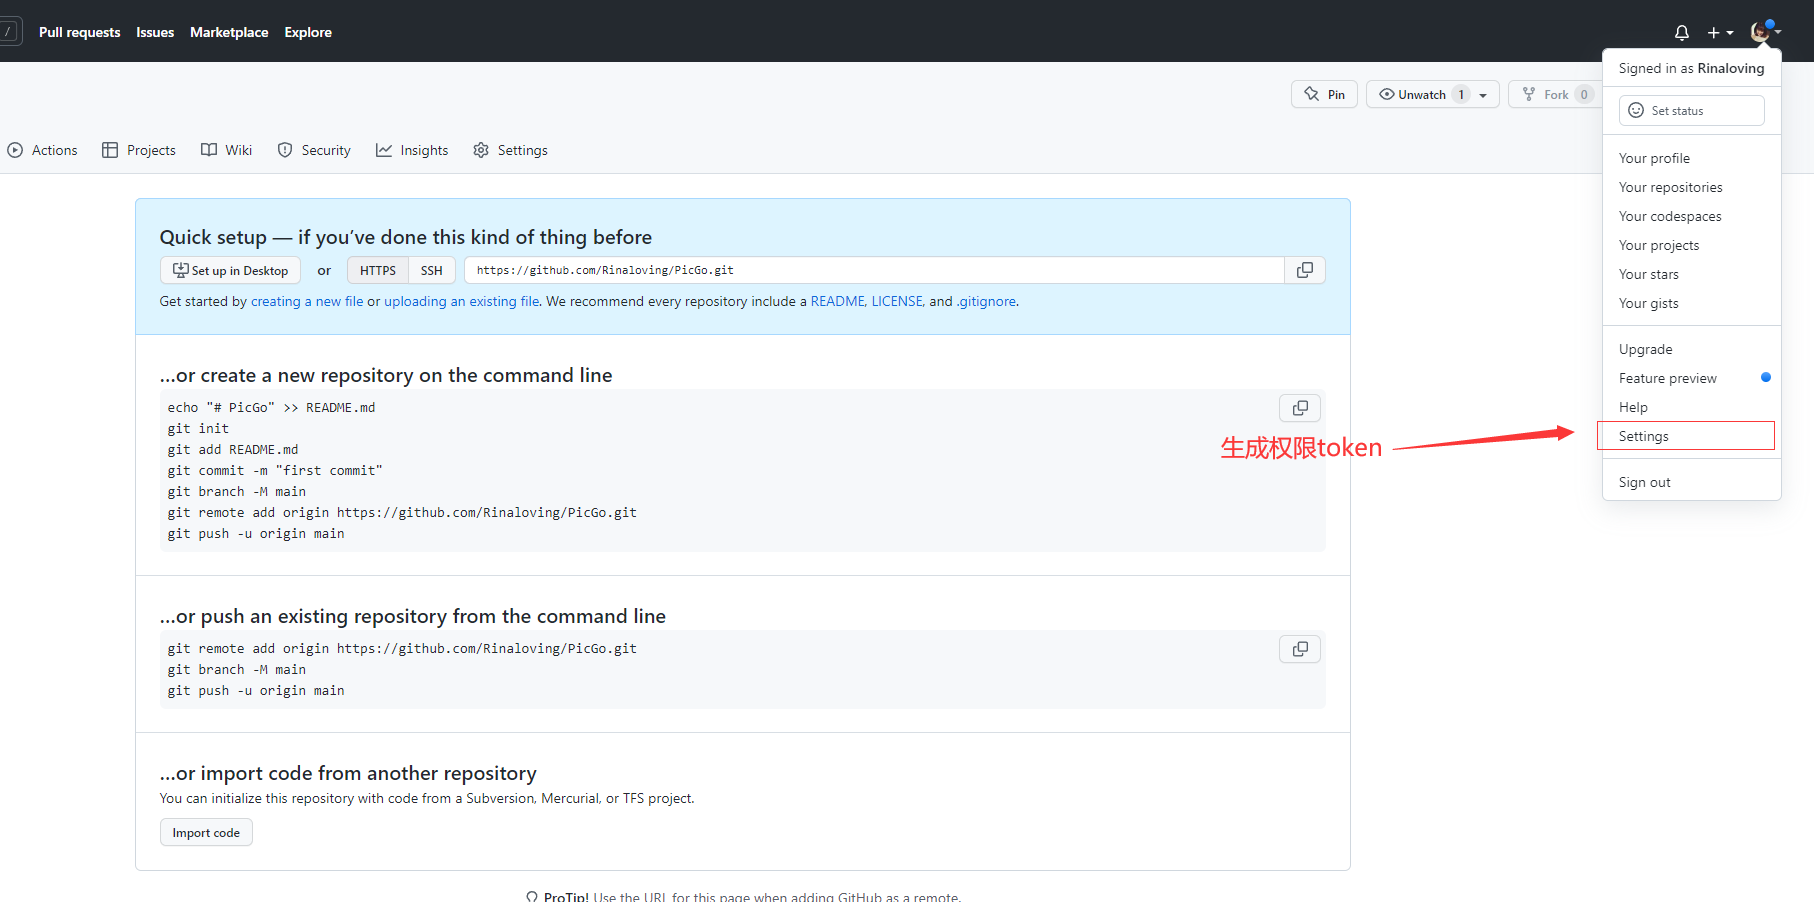 / Pull requests Issues Marketplace Explore
Signed in as Rinaloving
Pin Unwatch 1 Fork 0
Set status
Actions Projects Wiki Security Insights Settings
Your profile
Your repositories
Your codespaces
Your projects
Your stars
Your gists
Upgrade
Feature preview
Help
Settings
Sign out
生成权限token
Quick setup — if you’ve done this kind of thing before
Set up in Desktop or HTTPS SSH https://github.com/Rinaloving/PicGo.git
Get started by creating a new file or uploading an existing file. We recommend every repository include a README, LICENSE, and .gitignore.
…or create a new repository on the command line
echo "# PicGo" >> README.md
git init
git add README.md
git commit -m "first commit"
git branch -M main
git remote add origin https://github.com/Rinaloving/PicGo.git
git push -u origin main
…or push an existing repository from the command line
git remote add origin https://github.com/Rinaloving/PicGo.git
git branch -M main
git push -u origin main
…or import code from another repository
You can initialize this repository with code from a Subversion, Mercurial, or TFS project.
Import code
ProTip! Use the URL for this page when adding GitHub as a remote.